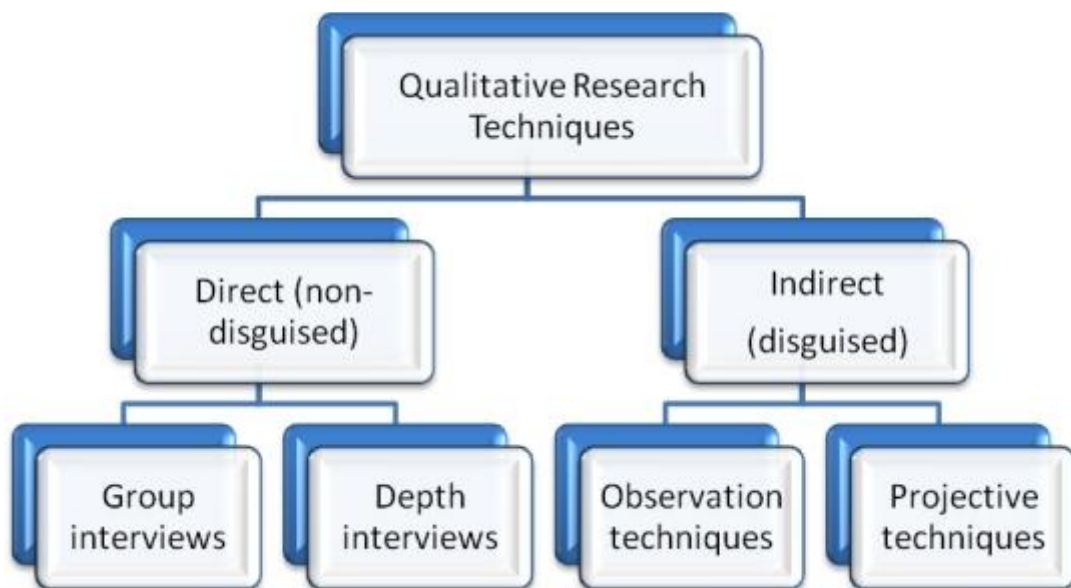 Qualitative Research
Techniques
Direct (non-
disguised)
Indirect
(disguised)
Group
interviews
Depth
interviews
Observation
techniques
Projective
techniques